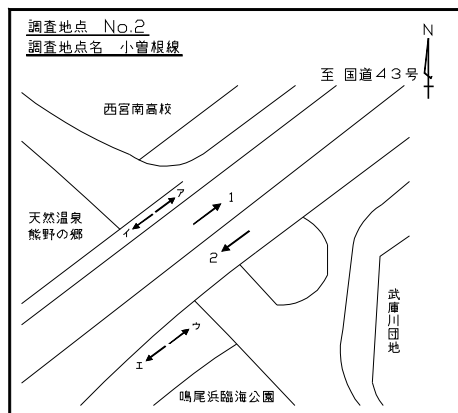 調査地点 No.2
調査地点名 小曽根線
N
至 国道43号
西宮南高校
ア
1
天然温泉
熊野の郷
イ
2
武庫川団地
ウ
エ
鳴尾浜臨海公園